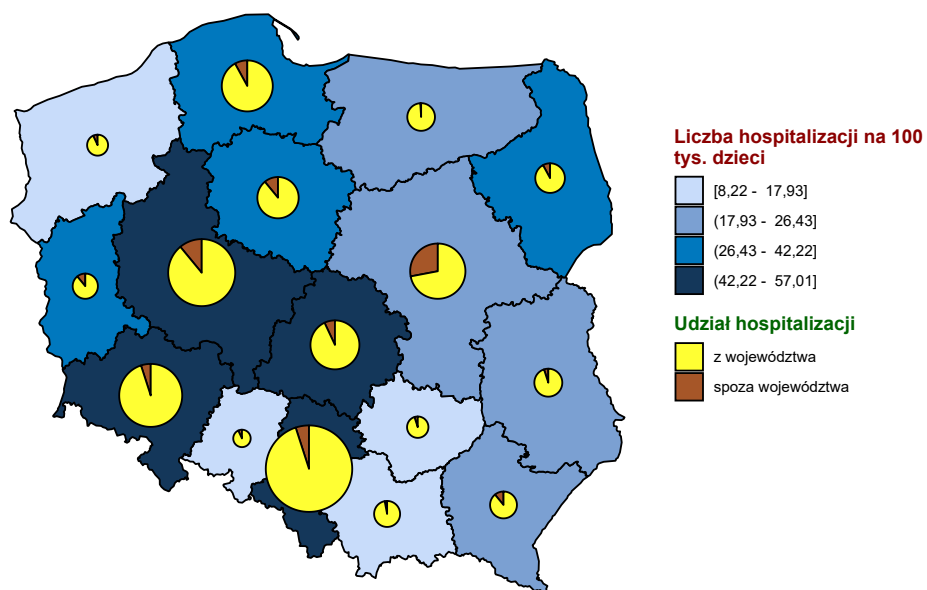 Liczba hospitalizacji na 100
tys. dzieci
[8,22 - 17,93]
(17,93 - 26,43]
(26,43 - 42,22]
(42,22 - 57,01]
Udział hospitalizacji
z województwa
spoza województwa